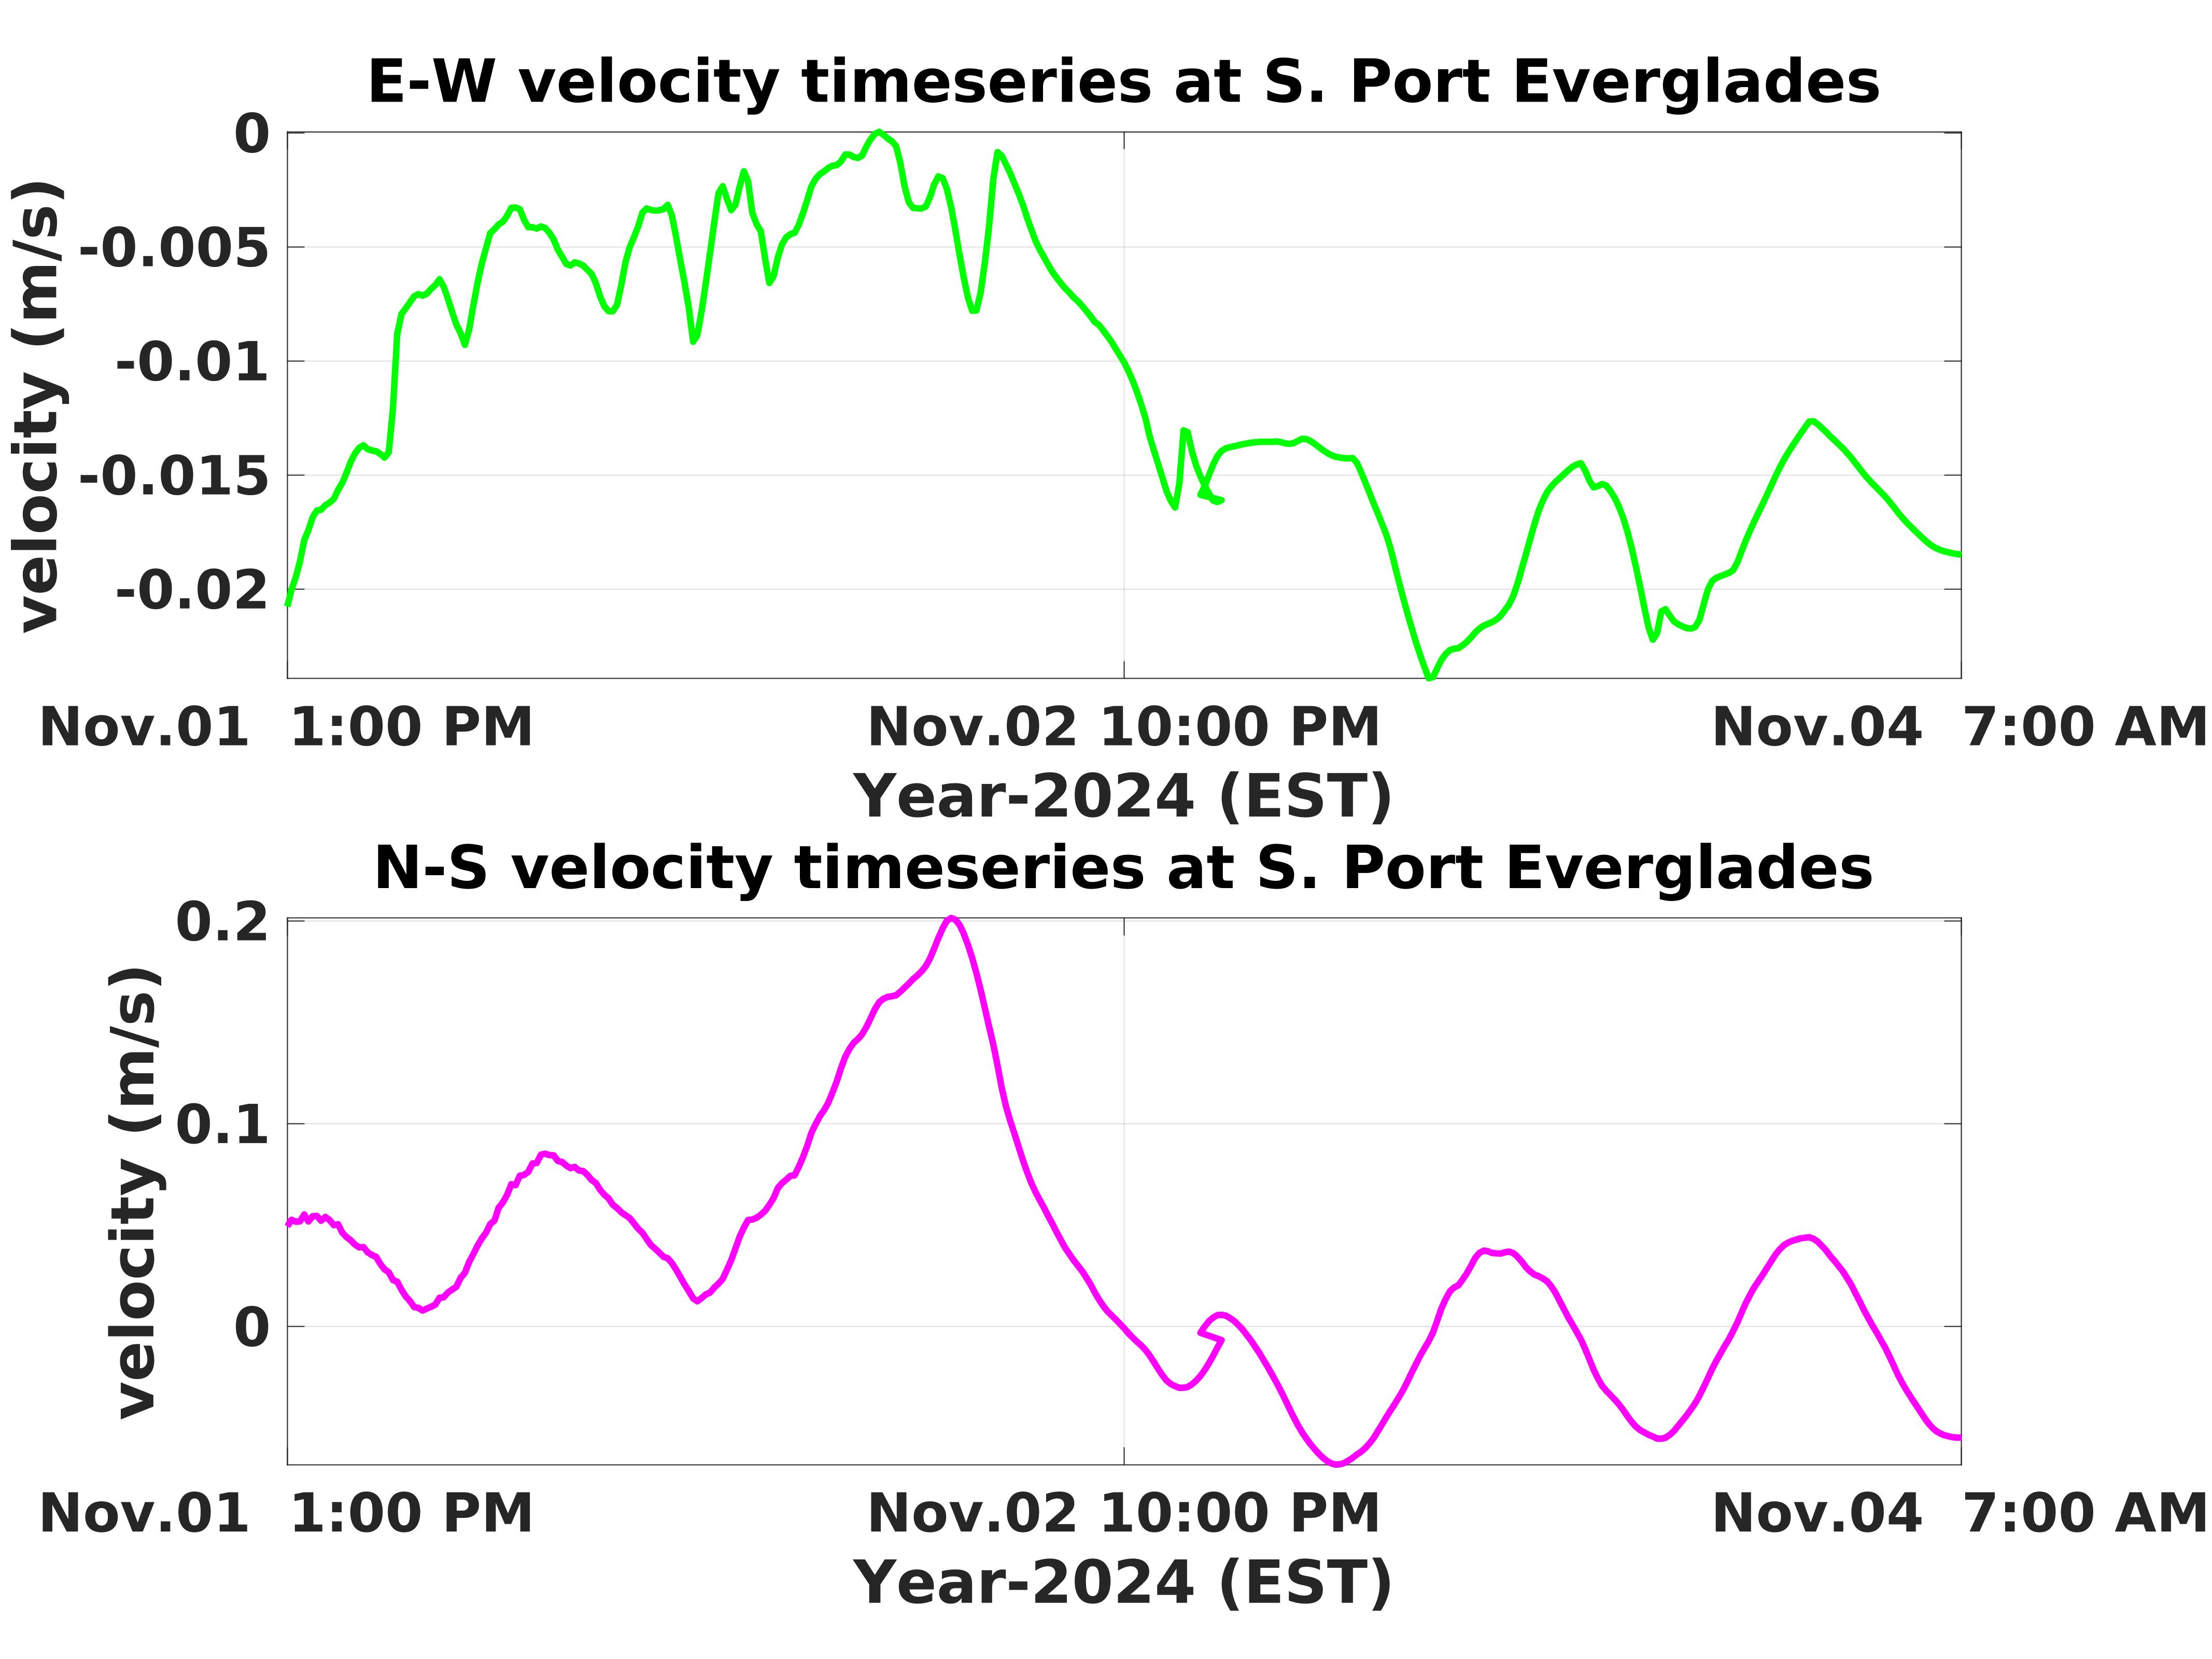 E-W velocity timeseries at S. Port Everglades
velocity (m/s)
0
-0.005
-0.01
-0.015
-0.02
Nov.01 1:00 PM Nov.02 10:00 PM Nov.04 7:00 AM
Year-2024 (EST)
N-S velocity timeseries at S. Port Everglades
velocity (m/s)
0.2
0.1
0
Nov.01 1:00 PM Nov.02 10:00 PM Nov.04 7:00 AM
Year-2024 (EST)